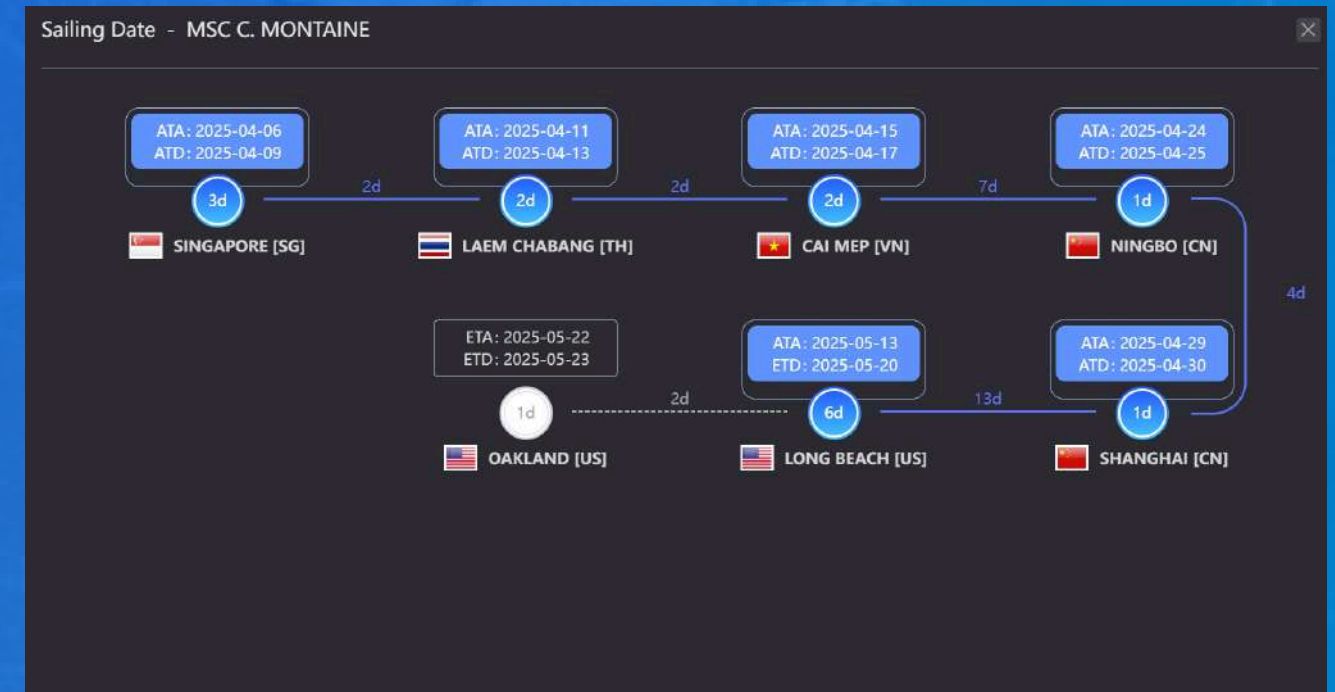 Sailing Date - MSC C. MONTAINE
ATA: 2025-04-06
ATD: 2025-04-09
3d
SINGAPORE [SG]
2d
ATA: 2025-04-11
ATD: 2025-04-13
2d
LAEM CHABANG [TH]
2d
ATA: 2025-04-15
ATD: 2025-04-17
2d
CAI MEP [VN]
7d
ATA: 2025-04-24
ATD: 2025-04-25
1d
NINGBO [CN]
4d
ATA: 2025-04-29
ATD: 2025-04-30
1d
SHANGHAI [CN]
13d
ATA: 2025-05-13
ETD: 2025-05-20
6d
LONG BEACH [US]
2d
ETA: 2025-05-22
ETD: 2025-05-23
1d
OAKLAND [US]